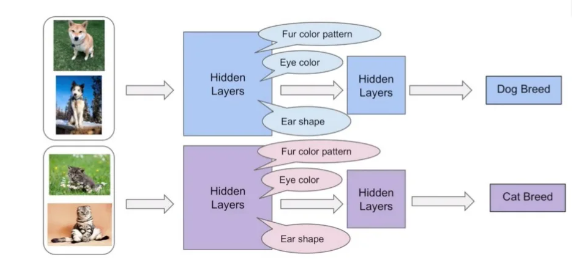 Fur color pattern
Eye color
Hidden
Layers
Hidden
Layers
Dog Breed
Ear shape
Fur color pattern
Eye color
Hidden
Layers
Hidden
Layers
Cat Breed
Ear shape